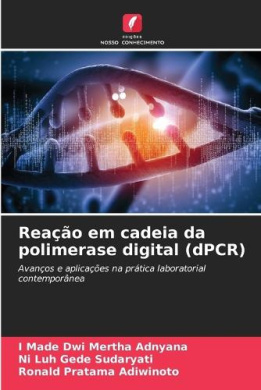 edições
NOSSO CONHECIMENTO
Reação em cadeia da
polimerase digital (dPCR)
Avanços e aplicações na prática laboratorial
contemporânea
I Made Dwi Mertha Adnyana
Ni Luh Gede Sudaryati
Ronald Pratama Adiwinoto